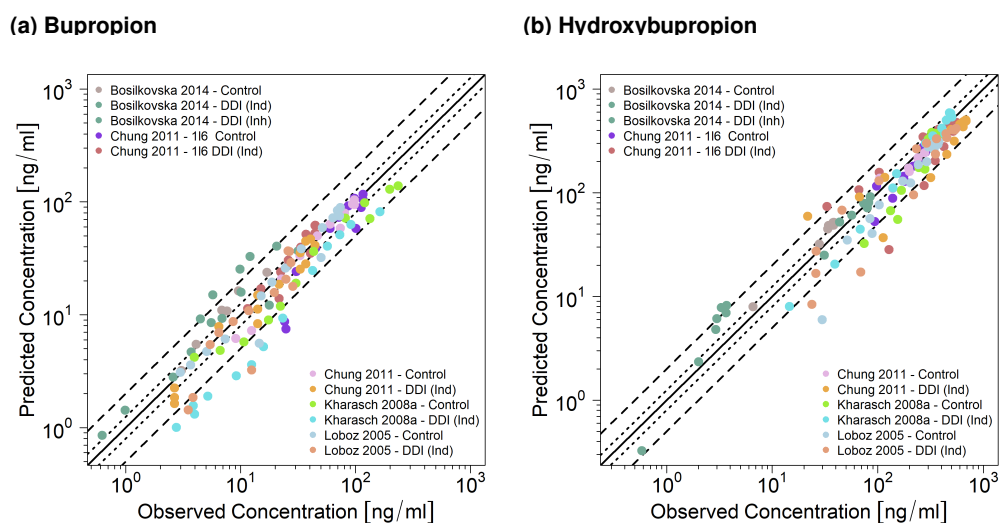 (a) Bupropion
(b) Hydroxybupropion
Predicted Concentration [ng/ml]
10³
10²
10¹
10⁰
Bosilkovska 2014 - Control
Bosilkovska 2014 - DDI (Ind)
Bosilkovska 2014 - DDI (Inh)
Chung 2011 - 1I6 Control
Chung 2011 - 1I6 DDI (Ind)
Chung 2011 - Control
Chung 2011 - DDI (Ind)
Kharasch 2008a - Control
Kharasch 2008a - DDI (Ind)
Loboz 2005 - Control
Loboz 2005 - DDI (Ind)
10⁰ 10¹ 10² 10³
Observed Concentration [ng/ml]
Predicted Concentration [ng/ml]
10³
10²
10¹
10⁰
Bosilkovska 2014 - Control
Bosilkovska 2014 - DDI (Ind)
Bosilkovska 2014 - DDI (Inh)
Chung 2011 - 1I6 Control
Chung 2011 - 1I6 DDI (Ind)
Chung 2011 - Control
Chung 2011 - DDI (Ind)
Kharasch 2008a - Control
Kharasch 2008a - DDI (Ind)
Loboz 2005 - Control
Loboz 2005 - DDI (Ind)
10⁰ 10¹ 10² 10³
Observed Concentration [ng/ml]